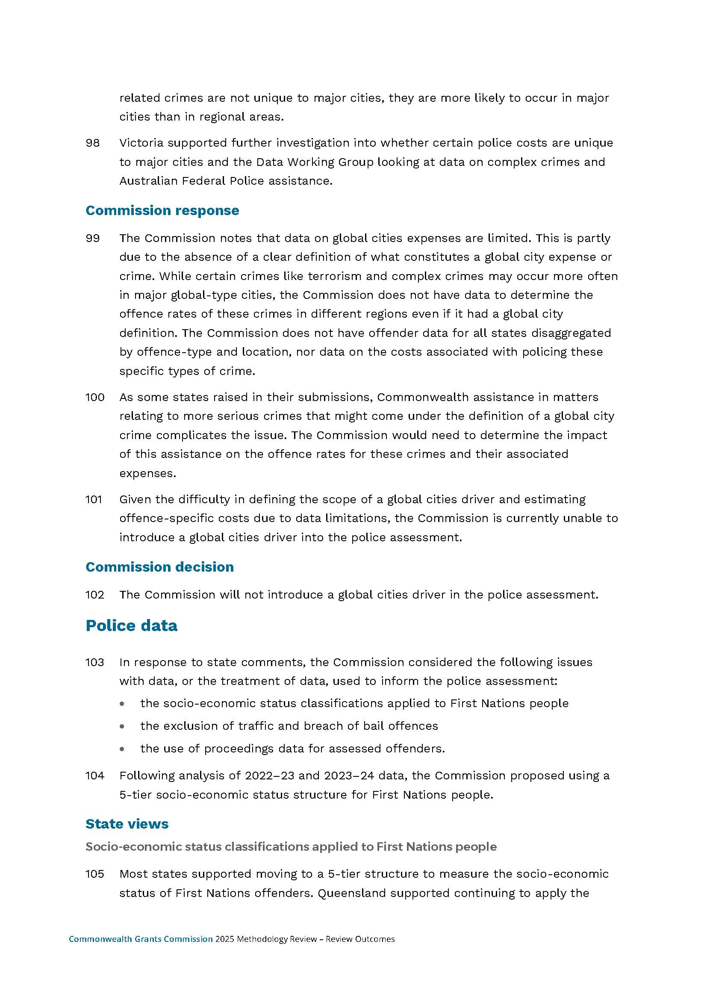 related crimes are not unique to major cities, they are more likely to occur in major
cities than in regional areas.
98 Victoria supported further investigation into whether certain police costs are unique
to major cities and the Data Working Group looking at data on complex crimes and
Australian Federal Police assistance.
Commission response
99 The Commission notes that data on global cities expenses are limited. This is partly
due to the absence of a clear definition of what constitutes a global city expense or
crime. While certain crimes like terrorism and complex crimes may occur more often
in major global-type cities, the Commission does not have data to determine the
offence rates of these crimes in different regions even if it had a global city
definition. The Commission does not have offender data for all states disaggregated
by offence-type and location, nor data on the costs associated with policing these
specific types of crime.
100 As some states raised in their submissions, Commonwealth assistance in matters
relating to more serious crimes that might come under the definition of a global city
crime complicates the issue. The Commission would need to determine the impact
of this assistance on the offence rates for these crimes and their associated
expenses.
101 Given the difficulty in defining the scope of a global cities driver and estimating
offence-specific costs due to data limitations, the Commission is currently unable to
introduce a global cities driver into the police assessment.
Commission decision
102 The Commission will not introduce a global cities driver in the police assessment.
Police data
103 In response to state comments, the Commission considered the following issues
with data, or the treatment of data, used to inform the police assessment:
• the socio-economic status classifications applied to First Nations people
• the exclusion of traffic and breach of bail offences
• the use of proceedings data for assessed offenders.
104 Following analysis of 2022–23 and 2023–24 data, the Commission proposed using a
5-tier socio-economic status structure for First Nations people.
State views
Socio-economic status classifications applied to First Nations people
105 Most states supported moving to a 5-tier structure to measure the socio-economic
status of First Nations offenders. Queensland supported continuing to apply the
Commonwealth Grants Commission 2025 Methodology Review – Review Outcomes